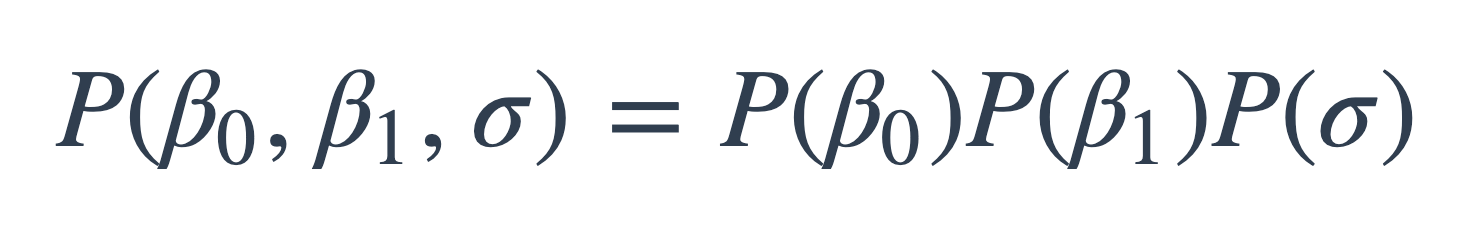 P(β₀, β₁, σ) = P(β₀)P(β₁)P(σ)